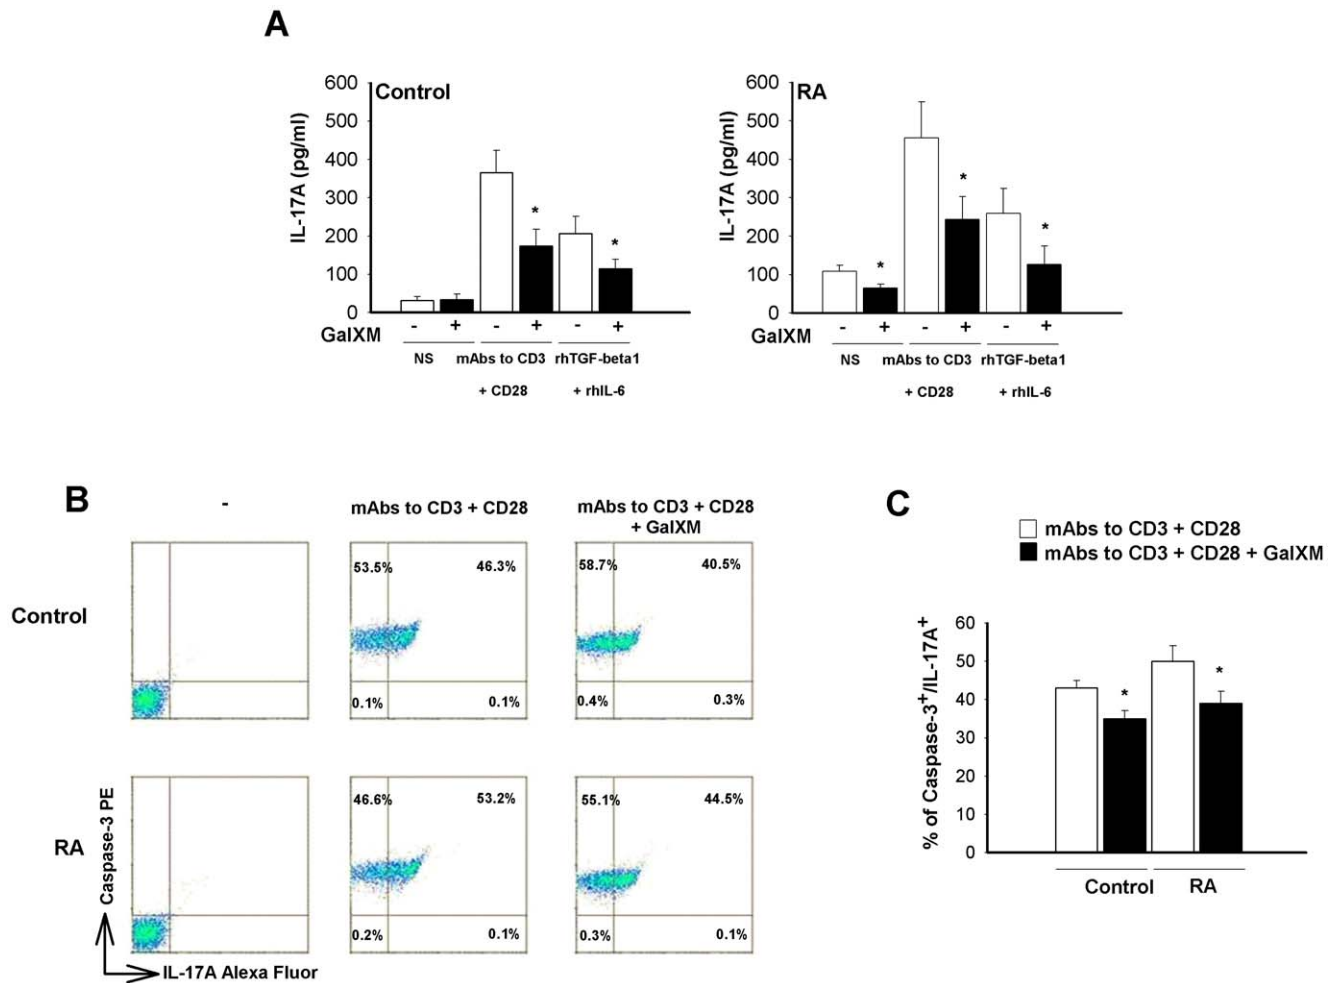 A
Control
IL-17A (pg/ml)
600
500
400
300
200
100
0
*
*
GalXM
- + - + - +
NS mAbs to CD3 rhTGF-beta1
+ CD28 + rhIL-6
RA
IL-17A (pg/ml)
600
500
400
300
200
100
0
*
*
*
GalXM
- + - + - +
NS mAbs to CD3 rhTGF-beta1
+ CD28 + rhIL-6
B
-
mAbs to CD3 + CD28
mAbs to CD3 + CD28
+ GalXM
Control
53.5% 46.3%
0.1% 0.1%
58.7% 40.5%
0.4% 0.3%
RA
46.6% 53.2%
0.2% 0.1%
55.1% 44.5%
0.3% 0.1%
Caspase-3 PE
IL-17A Alexa Fluor
C
mAbs to CD3 + CD28
mAbs to CD3 + CD28 + GalXM
% of Caspase-3+/IL-17A+
60
50
40
30
20
10
0
*
*
Control RA